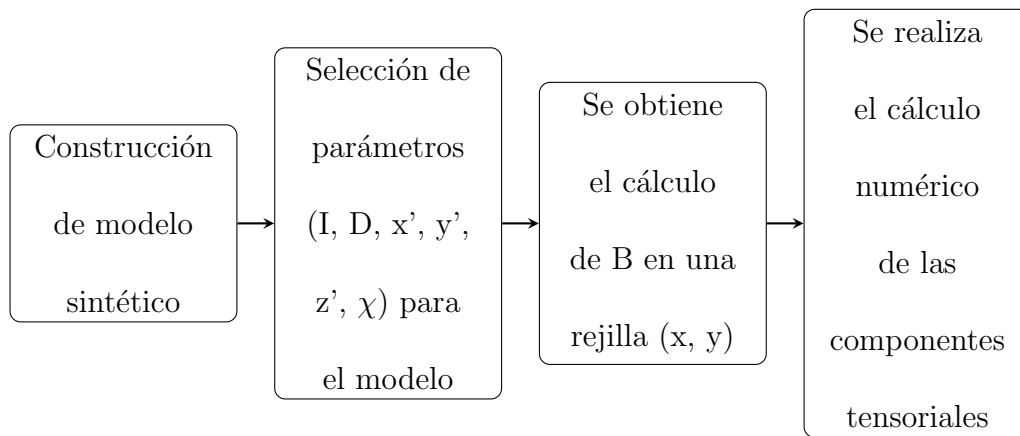 Construcción
de modelo
sintético
Selección de
parámetros
(I, D, x’, y’,
z’, χ) para
el modelo
Se obtiene
el cálculo
de B en una
rejilla (x, y)
Se realiza
el cálculo
numérico
de las
componentes
tensoriales